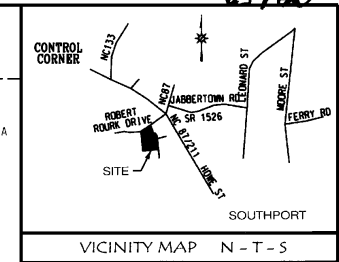 CONTROL
CORNER
NC133
NC87
JABBERTOWN RD
SR 1526
LEONARD ST
MOORE ST
FERRY RD
ROBERT
ROURK DRIVE
NC 87/211 HOWE ST
SITE
SOUTHPORT
A
VICINITY MAP N-T-S